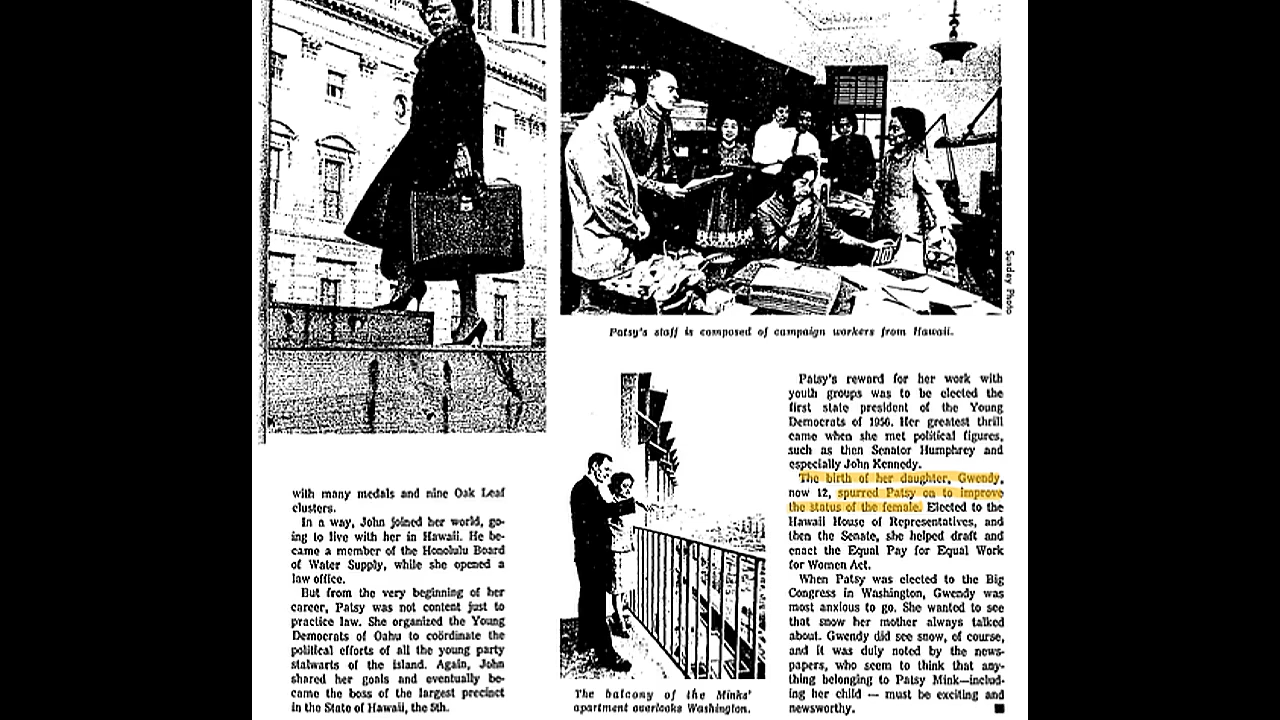 Sunday Photo
Patsy's staff is composed of campaign workers from Hawaii.
with many medals and nine Oak Leaf
clusters.
In a way, John joined her world, go-
ing to live with her in Hawaii. He be-
came a member of the Honolulu Board
of Water Supply, while she opened a
law office.
But from the very beginning of her
career, Patsy was not content just to
practice law. She organized the Young
Democrats of Oahu to coördinate the
political efforts of all the young party
stalwarts of the island. Again, John
shared her goals and eventually be-
came the boss of the largest precinct
in the State of Hawaii, the 5th.
The balcony of the Minks'
apartment overlooks Washington.
Patsy's reward for her work with
youth groups was to be elected the
first state president of the Young
Democrats of 1956. Her greatest thrill
came when she met political figures,
such as then Senator Humphrey and
especially John Kennedy.
The birth of her daughter, Gwendy,
now 12, spurred Patsy on to improve
the status of the female. Elected to the
Hawaii House of Representatives, and
then the Senate, she helped draft and
enact the Equal Pay for Equal Work
for Women Act.
When Patsy was elected to the Big
Congress in Washington, Gwendy was
most anxious to go. She wanted to see
that snow her mother always talked
about. Gwendy did see snow, of course,
and it was duly noted by the news-
papers, who seem to think that any-
thing belonging to Patsy Mink—includ-
ing her child — must be exciting and
newsworthy.